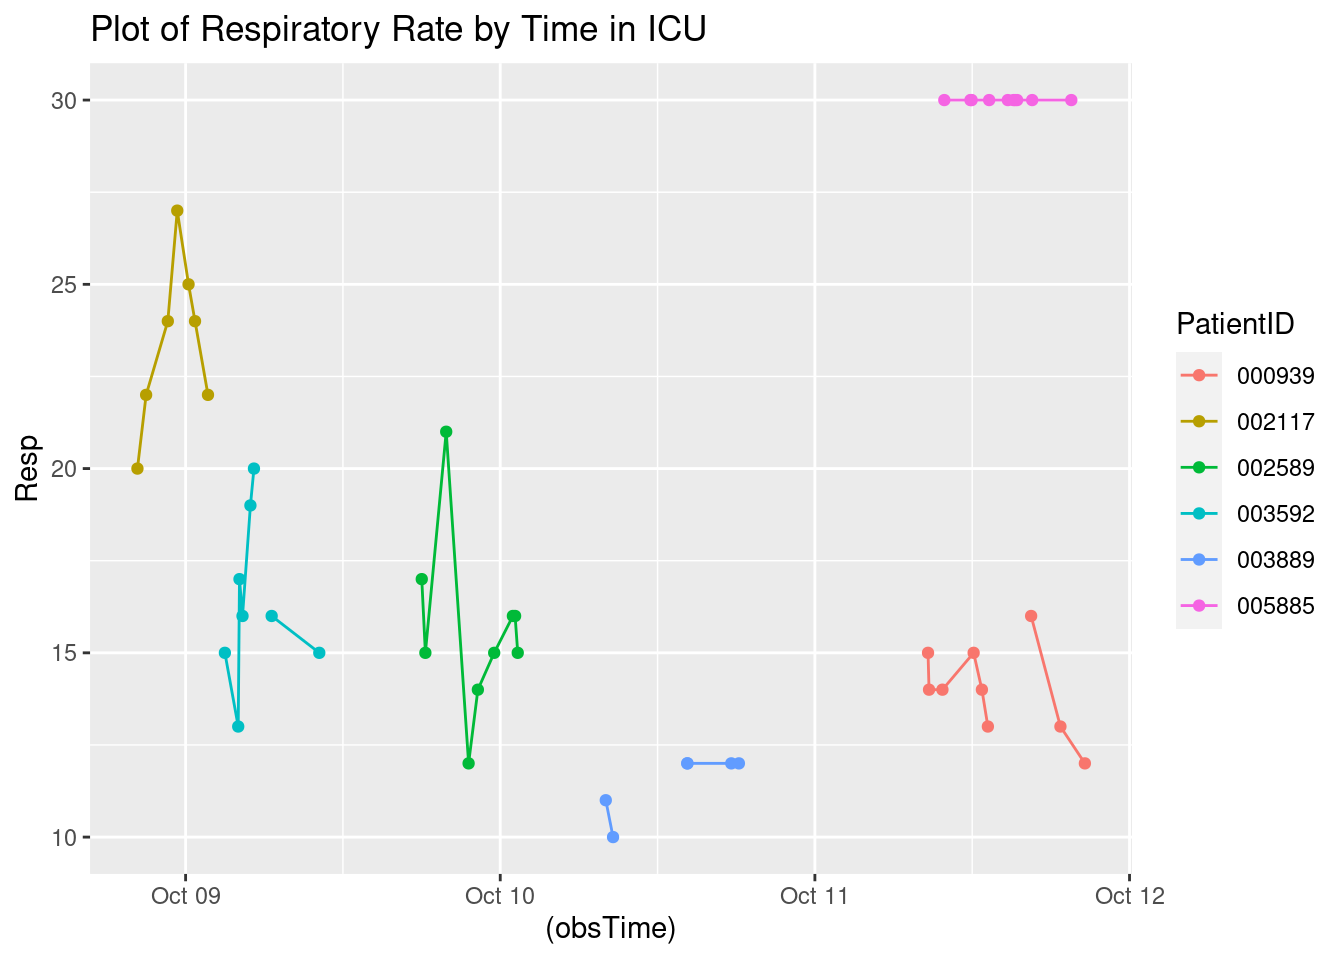 Plot of Respiratory Rate by Time in ICU
30
25
20
15
10
Resp
Oct 09
Oct 10
Oct 11
Oct 12
(obsTime)
PatientID
000939
002117
002589
003592
003889
005885